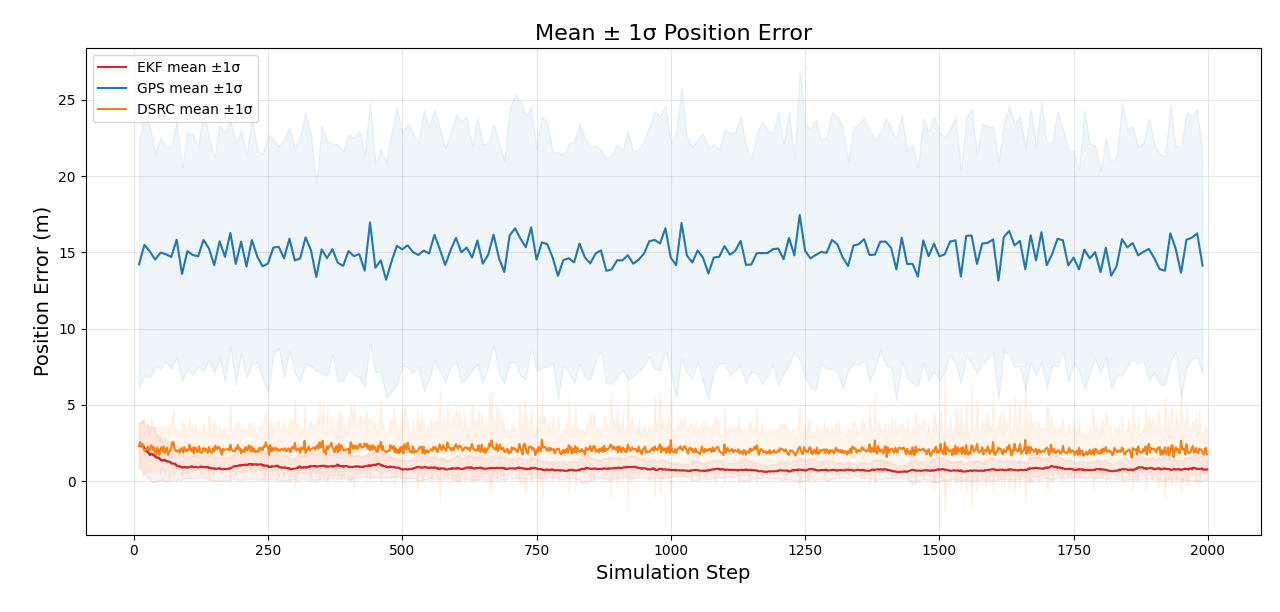 Mean ± 1σ Position Error
EKF mean ±1σ
GPS mean ±1σ
DSRC mean ±1σ
Position Error (m)
25
20
15
10
5
0
0 250 500 750 1000 1250 1500 1750 2000
Simulation Step